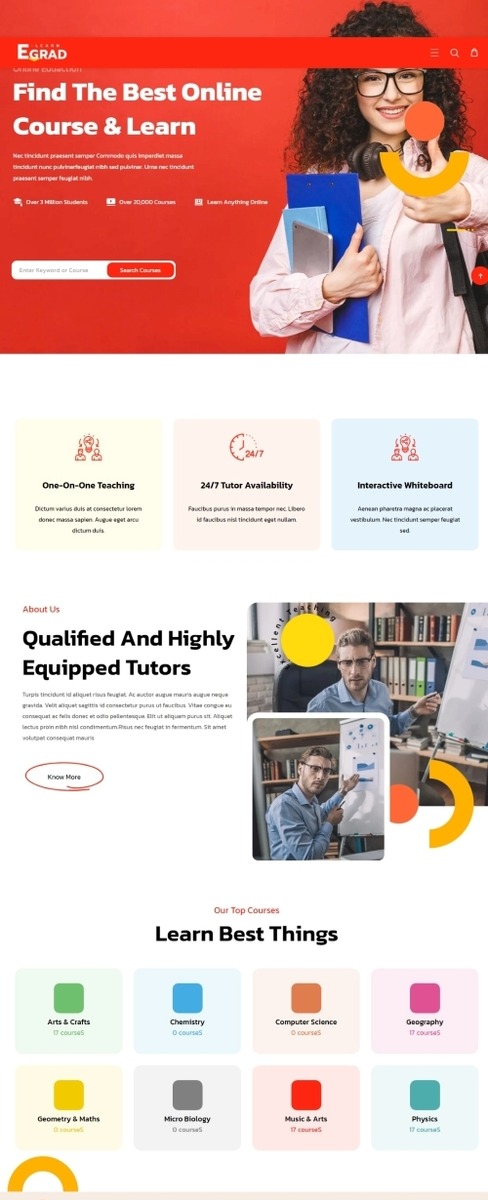 E-LEARN
EGRAD
Online Eduaction
Find The Best Online
Course & Learn
Nec tincidunt praesent semper Commodo quis imperdiet massa
tincidunt nunc pulvinarfeugiat nibh sed pulvinar. Urna nec tincidunt
praesent semper feugiat nibh.
Over 3 Million Students
Over 20,000 Courses
Learn Anything Online
Enter Keyword or Course
Search Courses
24/7
One-On-One Teaching
24/7 Tutor Availability
Interactive Whiteboard
Dictum varius duis at consectetur lorem
donec massa sapien. Augue eget arcu
dictum duis.
Faucibus purus in massa tempor nec. Libero
id faucibus nisl tincidunt eget nullam.
Aenean pharetra magna ac placerat
vestibulum. Nec tincidunt semper feugiat
sed.
About Us
Qualified And Highly
Equipped Tutors
Turpis tincidunt id aliquet risus feugiat. Ac auctor augue mauris augue neque
gravida. Velit aliquet sagittis id consectetur purus ut faucibus. Vitae congue eu
consequat ac felis donec et odio pellentesque. Elit ut aliquam purus sit. Aliquet
lectus proin nibh nisl condimentum.Risus nec feugiat in fermentum. Sit amet
volutpat consequat mauris
Know More
xcellent Teaching
Our Top Courses
Learn Best Things
Arts & Crafts
17 courseS
Chemistry
0 courseS
Computer Science
0 courseS
Geography
17 courseS
Geometry & Maths
0 courseS
Micro Biology
0 courseS
Music & Arts
17 courseS
Physics
17 courseS